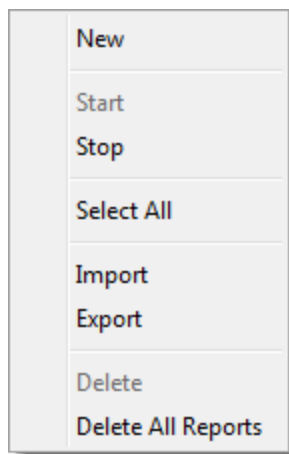 New
Start
Stop
Select All
Import
Export
Delete
Delete All Reports